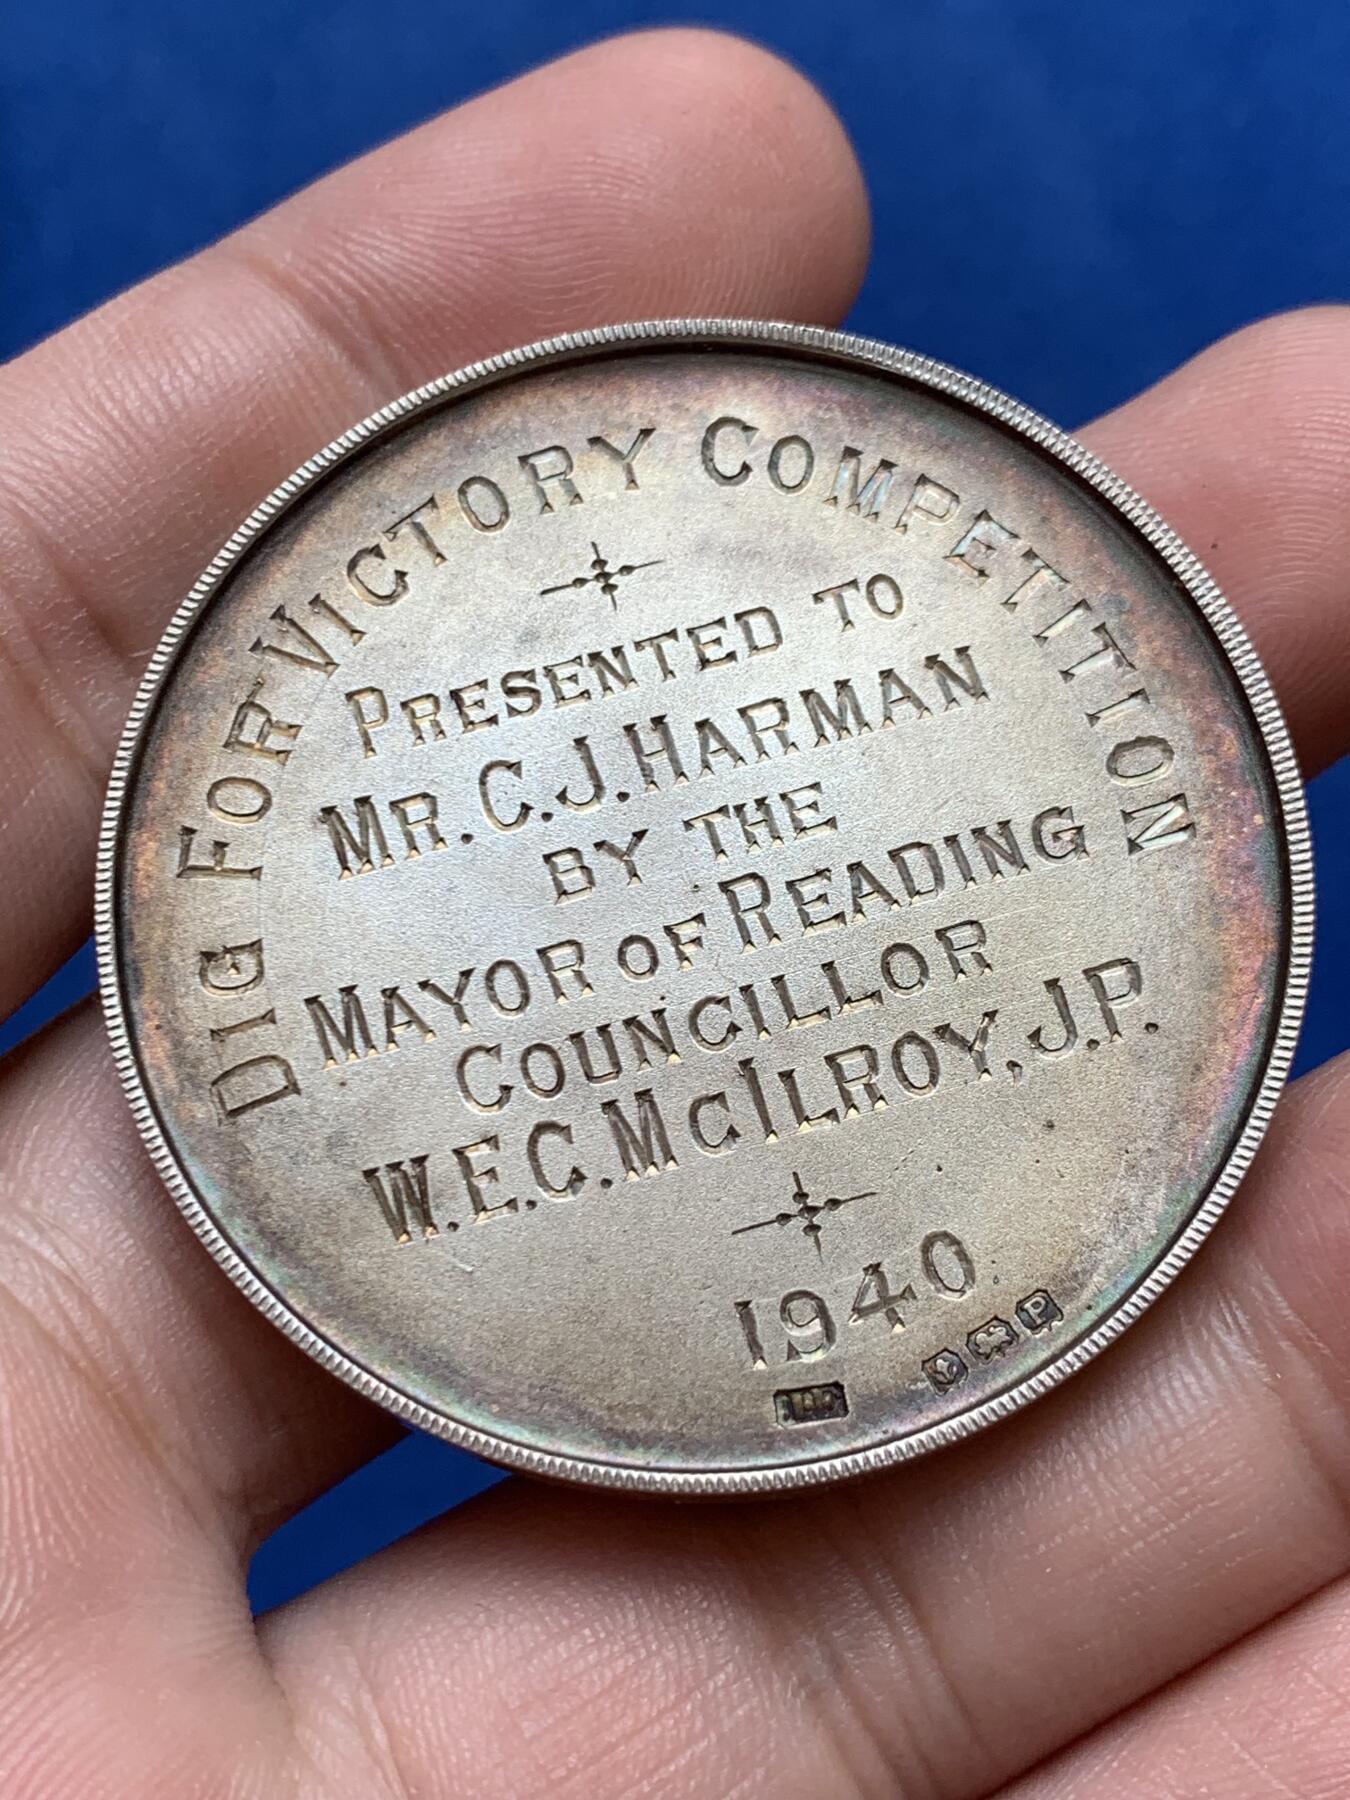 DIG FOR VICTORY COMPETITION
PRESENTED TO
MR. C. J. HARMAN
BY THE
MAYOR OF READING
COUNCILLOR
W. E. C. MCILROY, J.P.
1940
P